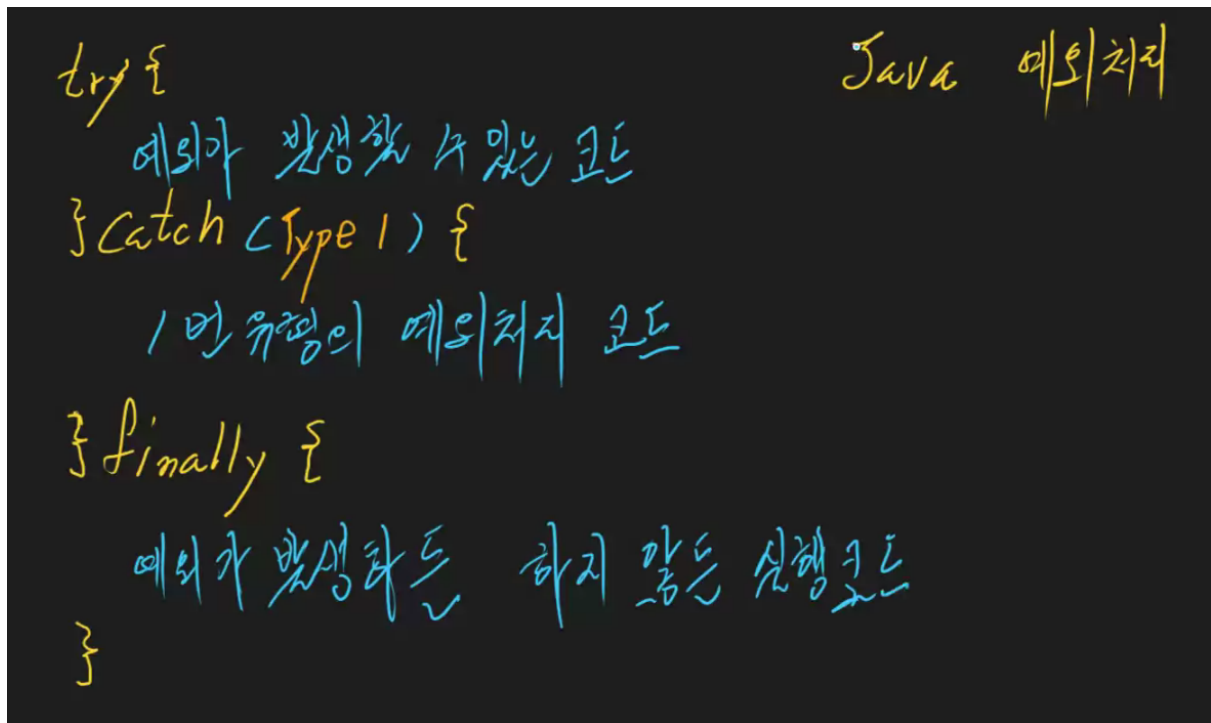 Java 예외처리
try {
예외가 발생할 수 있는 코드
} catch (Type 1) {
1번 유형의 예외처리 코드
} finally {
예외가 발생하든 하지 않든 실행코드
}